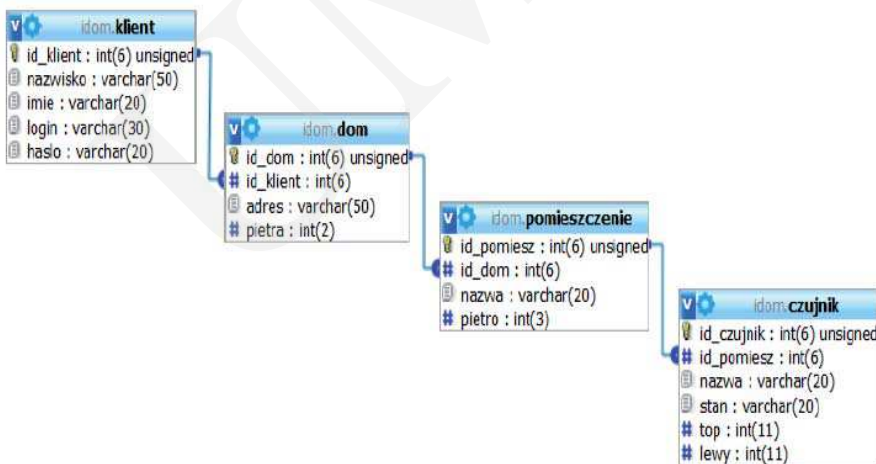 idom.klient
id_klient : int(6) unsigned
nazwisko : varchar(50)
imie : varchar(20)
login : varchar(30)
haslo : varchar(20)
idom.dom
id_dom : int(6) unsigned
id_klient : int(6)
adres : varchar(50)
pietra : int(2)
idom.pomieszczenie
id_pomiesz : int(6) unsigned
id_dom : int(6)
nazwa : varchar(20)
pietro : int(3)
idom.czujnik
id_czujnik : int(6) unsigned
id_pomiesz : int(6)
nazwa : varchar(20)
stan : varchar(20)
top : int(11)
lewy : int(11)